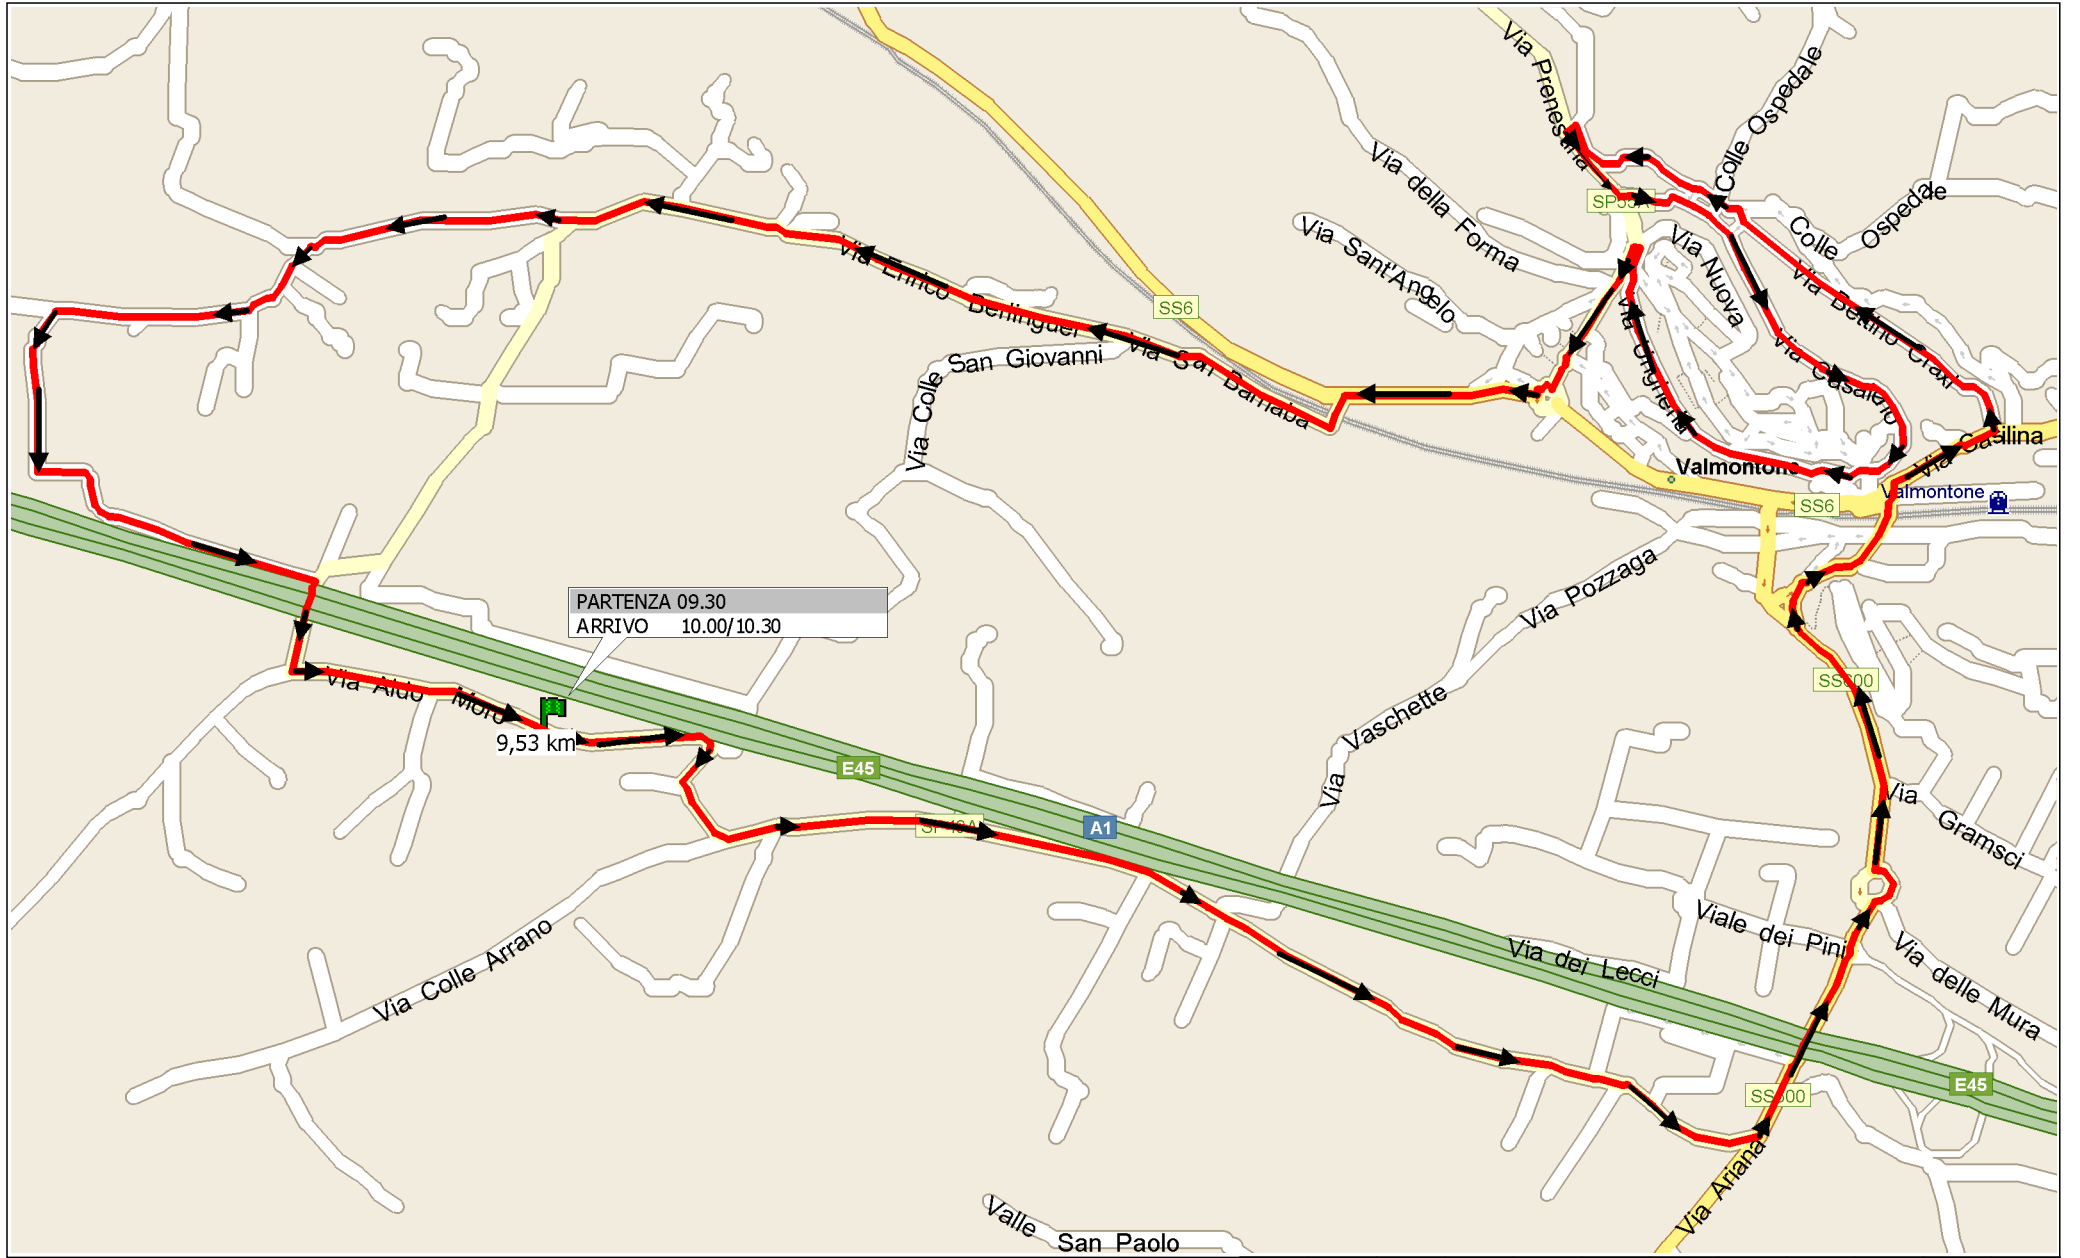 Via Prenestina
Colle Ospedale
Via della Forma
SP55A
Colle Ospedale
Via Sant'Angelo
Via Nuova
Via Enrico Berlinguer
SS6
Via Bettino Craxi
San Giovanni
Via Colle
Via San Barnaba
Via Casaldino
Via Ungheria
Via Casilina
Valmontone
Valmontone
SS6
Via Pozzaga
PARTENZA 09.30
ARRIVO 10.00/10.30
Via Aldo Moro
SS600
Via Vaschette
9,53 km
E45
Via Gramsci
A1
Viale dei Pini
Via dei Lecci
Via delle Mura
Via Colle Arrano
E45
SS600
Via Ariana
Valle San Paolo